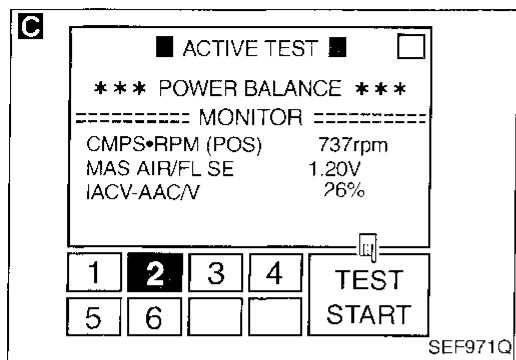 C
■ ACTIVE TEST ■
*** POWER BALANCE ***
========== MONITOR ==========
CMPS•RPM (POS) 737rpm
MAS AIR/FL SE 1.20V
IACV-AAC/V 26%
1 2 3 4
5 6
TEST
START
SEF971Q